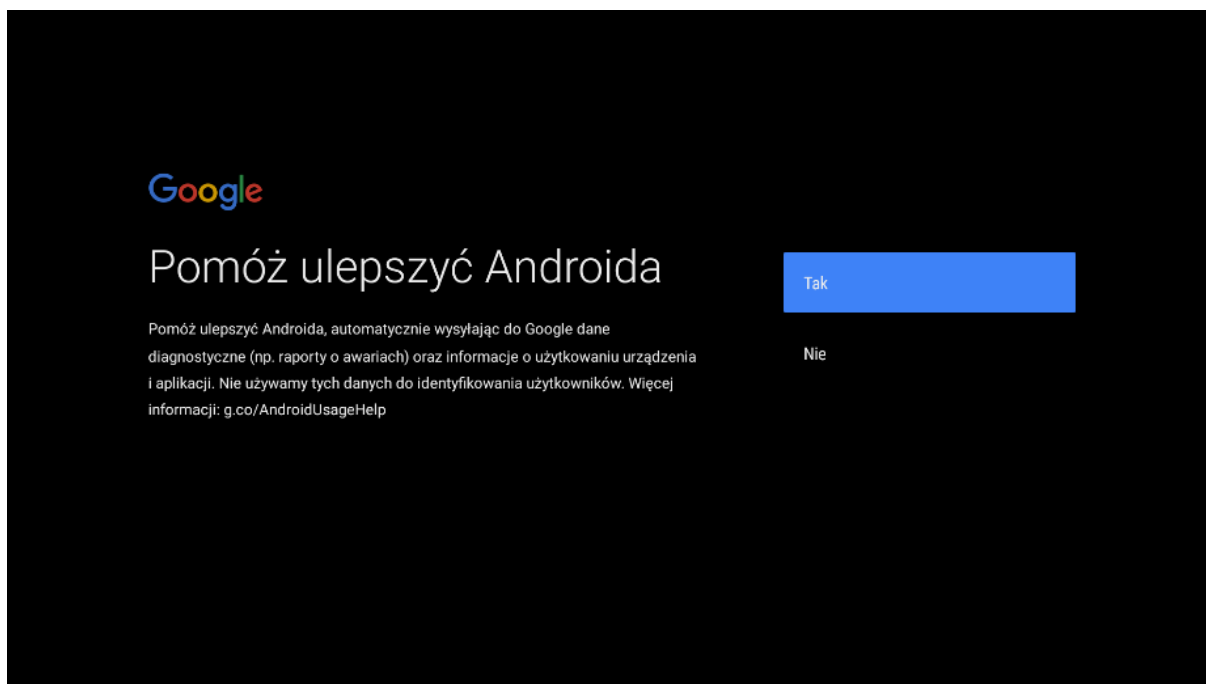 Google
Pomóż ulepszyć Androida
Pomóż ulepszyć Androida, automatycznie wysyłając do Google dane
diagnostyczne (np. raporty o awariach) oraz informacje o użytkowaniu urządzenia
i aplikacji. Nie używamy tych danych do identyfikowania użytkowników. Więcej
informacji: g.co/AndroidUsageHelp
Tak
Nie